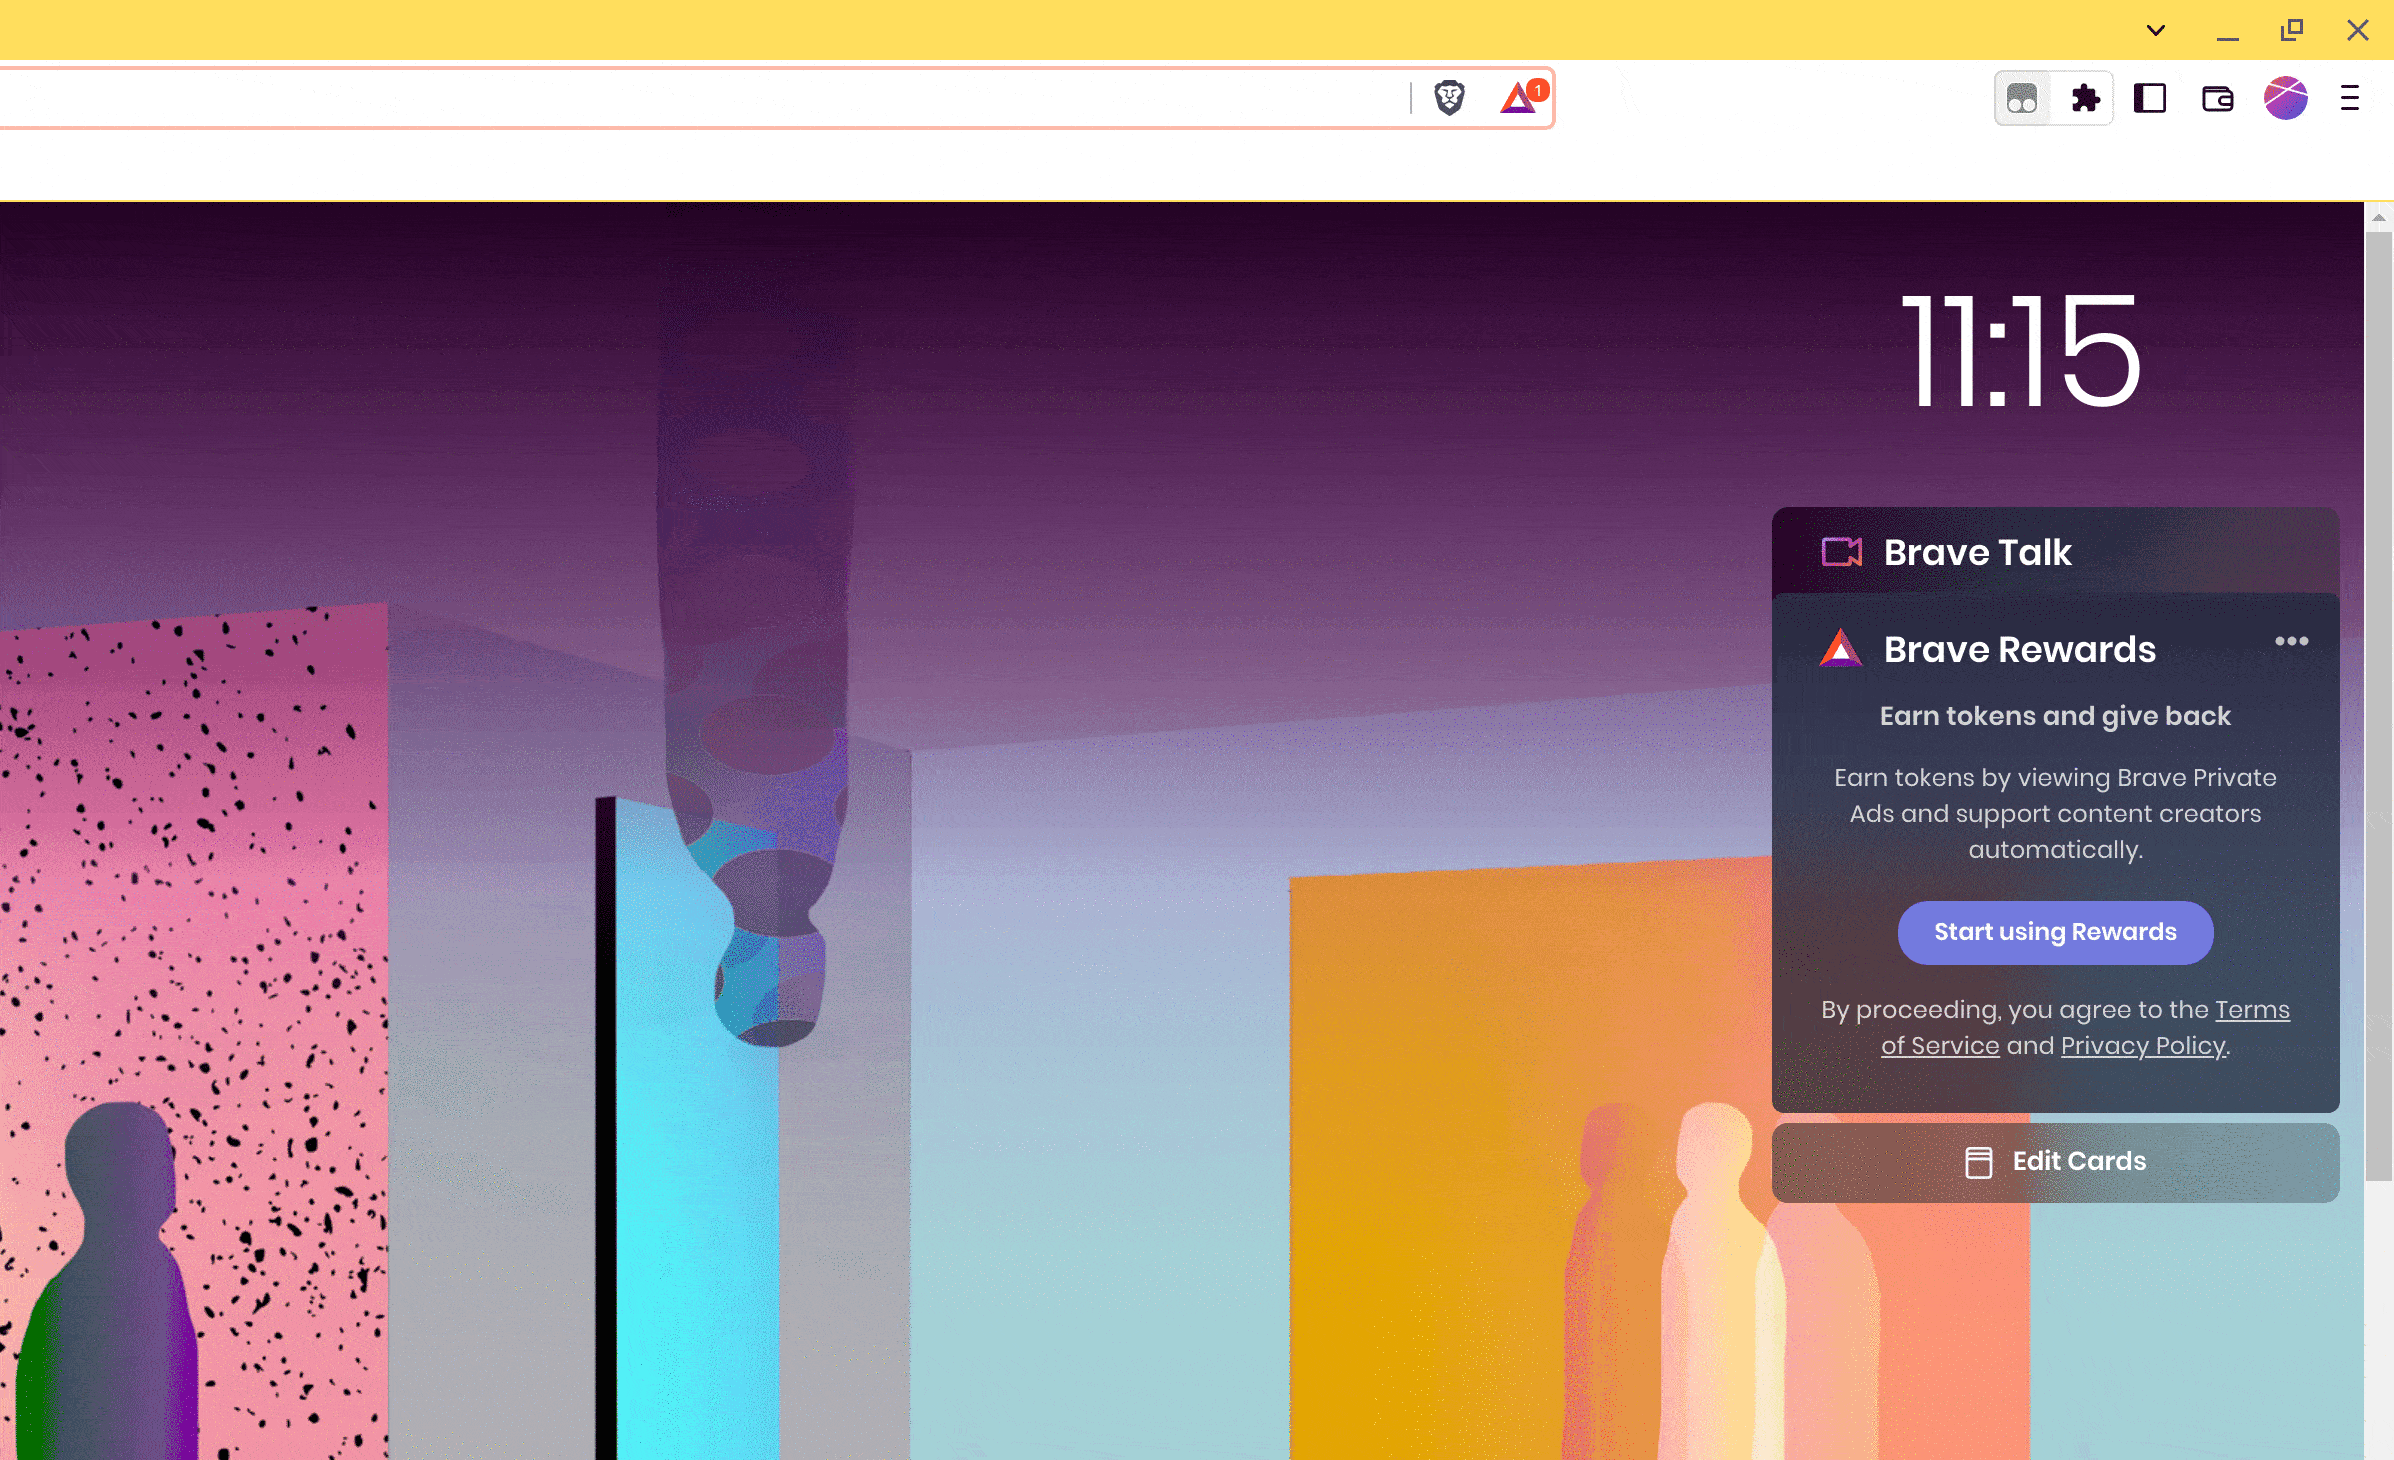 1
11:15
Brave Talk
Brave Rewards
Earn tokens and give back
Earn tokens by viewing Brave Private
Ads and support content creators
automatically.
Start using Rewards
By proceeding, you agree to the Terms
of Service and Privacy Policy.
Edit Cards